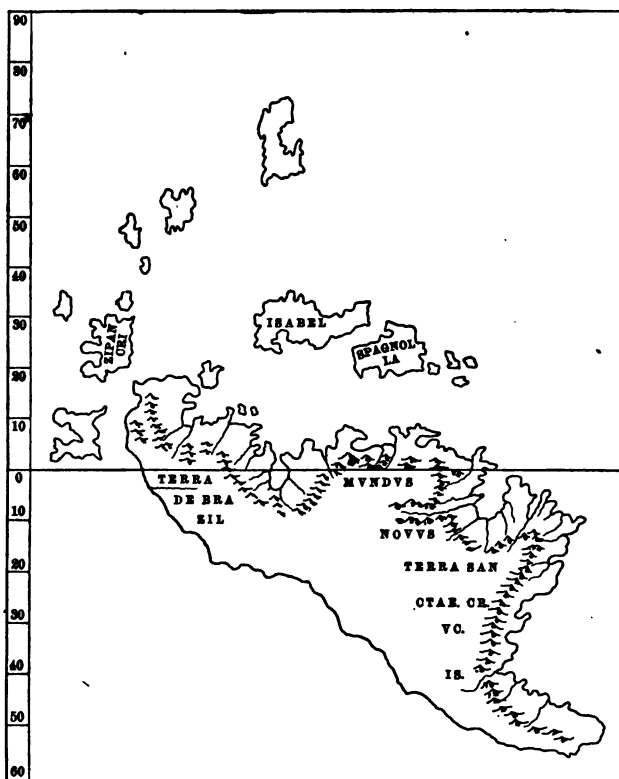 90
80
70
60
50
40
30
20
10
0
10
20
30
40
50
60
ISABEL
ZIPAN
GRI
SPAGNOL
LA
TERRA
DE BRA
ZIL
MVNDVS
NOVVS
TERRA SAN
CTAE. CR.
VC.
IS.